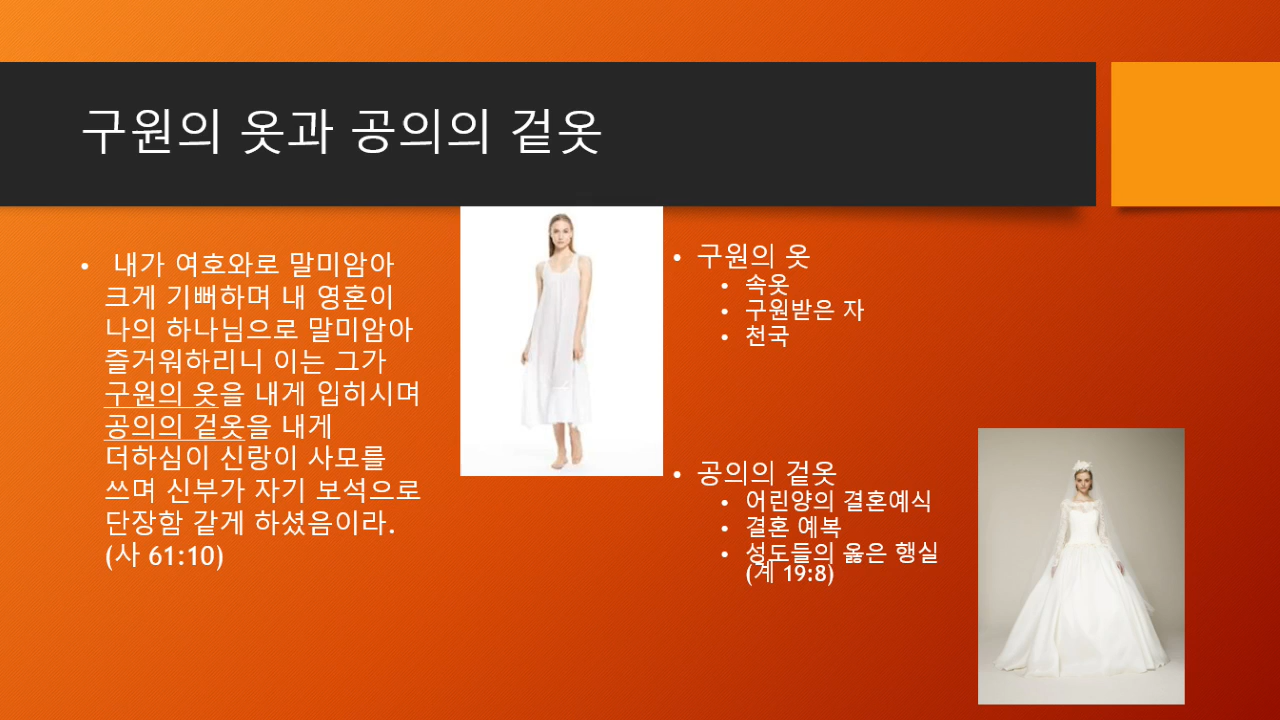 구원의 옷과 공의의 겉옷
• 내가 여호와로 말미암아
크게 기뻐하며 내 영혼이
나의 하나님으로 말미암아
즐거워하리니 이는 그가
구원의 옷을 내게 입히시며
공의의 겉옷을 내게
더하심이 신랑이 사모를
쓰며 신부가 자기 보석으로
단장함 같게 하셨음이라.
(사 61:10)
• 구원의 옷
• 속옷
• 구원받은 자
• 천국
• 공의의 겉옷
• 어린양의 결혼예식
• 결혼 예복
• 성도들의 옳은 행실
(계 19:8)